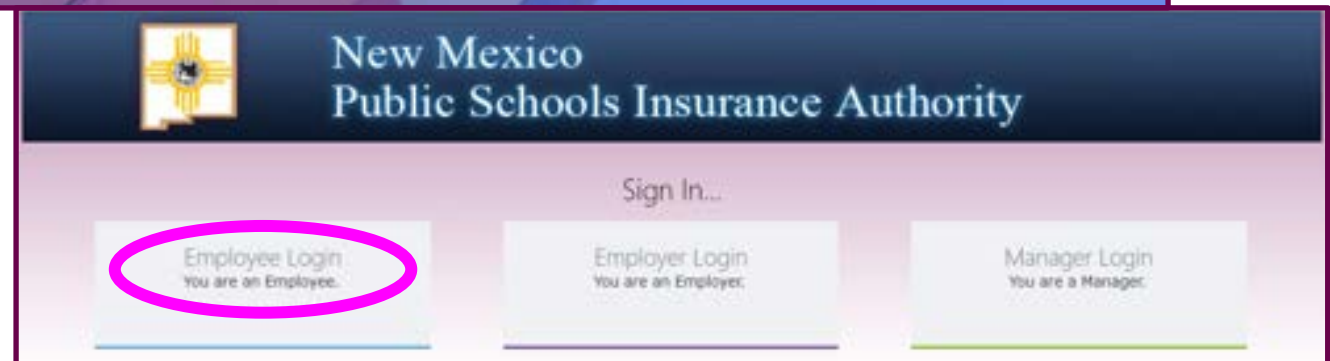 New Mexico
Public Schools Insurance Authority
Sign In...
Employee Login
You are an Employee.
Employer Login
You are an Employer.
Manager Login
You are a Manager.